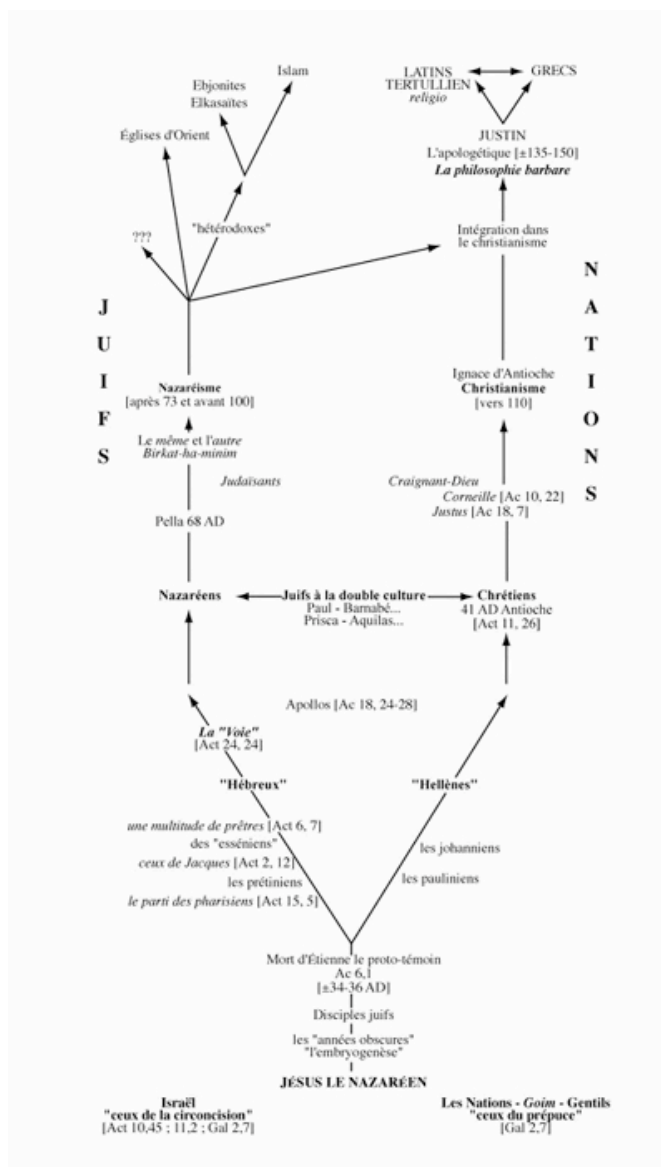 Islam
LATINS
GRECS
TERTULLIEN
religio
Ebjonites
Elkasaïtes
Églises d'Orient
JUSTIN
L'apologétique [±135-150]
La philosophie barbare
"hétérodoxes"
???
Intégration dans
le christianisme
JUIFS
NATIONS
Nazaréisme
[après 73 et avant 100]
Ignace d'Antioche
Christianisme
[vers 110]
Le même et l'autre
Birkat-ha-minim
Judaïsants
Craignant-Dieu
Corneille [Ac 10, 22]
Justus [Ac 18, 7]
Pella 68 AD
Nazaréens
Juifs à la double culture
Paul - Barnabé...
Prisca - Aquilas...
Chrétiens
41 AD Antioche
[Act 11, 26]
Apollos [Ac 18, 24-28]
La "Voie"
[Act 24, 24]
"Hébreux"
"Hellènes"
une multitude de prêtres [Act 6, 7]
des "esséniens"
ceux de Jacques [Act 2, 12]
les prétiniens
le parti des pharisiens [Act 15, 5]
les johanniens
les pauliniens
Mort d'Étienne le proto-témoin
Ac 6,1
[±34-36 AD]
Disciples juifs
les "années obscures"
"l'embryogenèse"
JÉSUS LE NAZARÉEN
Israël
"ceux de la circoncision"
[Act 10,45 ; 11,2 ; Gal 2,7]
Les Nations - Goim - Gentils
"ceux du prépuce"
[Gal 2,7]